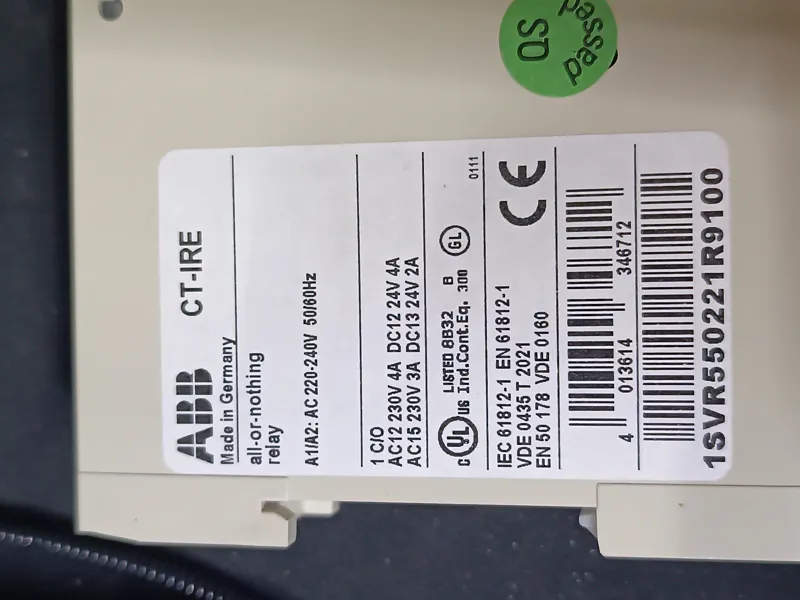 QS
Passed
ABB CT-IRE
Made in Germany
all-or-nothing
relay
A1/A2: AC 220-240V 50/60Hz
1 C/O
AC12 230V 4A DC12 24V 4A
AC15 230V 3A DC13 24V 2A
0111
C UL US LISTED 8B32 B GL
Ind.Cont.Eq. 300
IEC 61812-1 EN 61812-1
VDE 0435 T 2021
EN 50 178 VDE 0160
CE
4 013614 346712
1SVR550221R9100